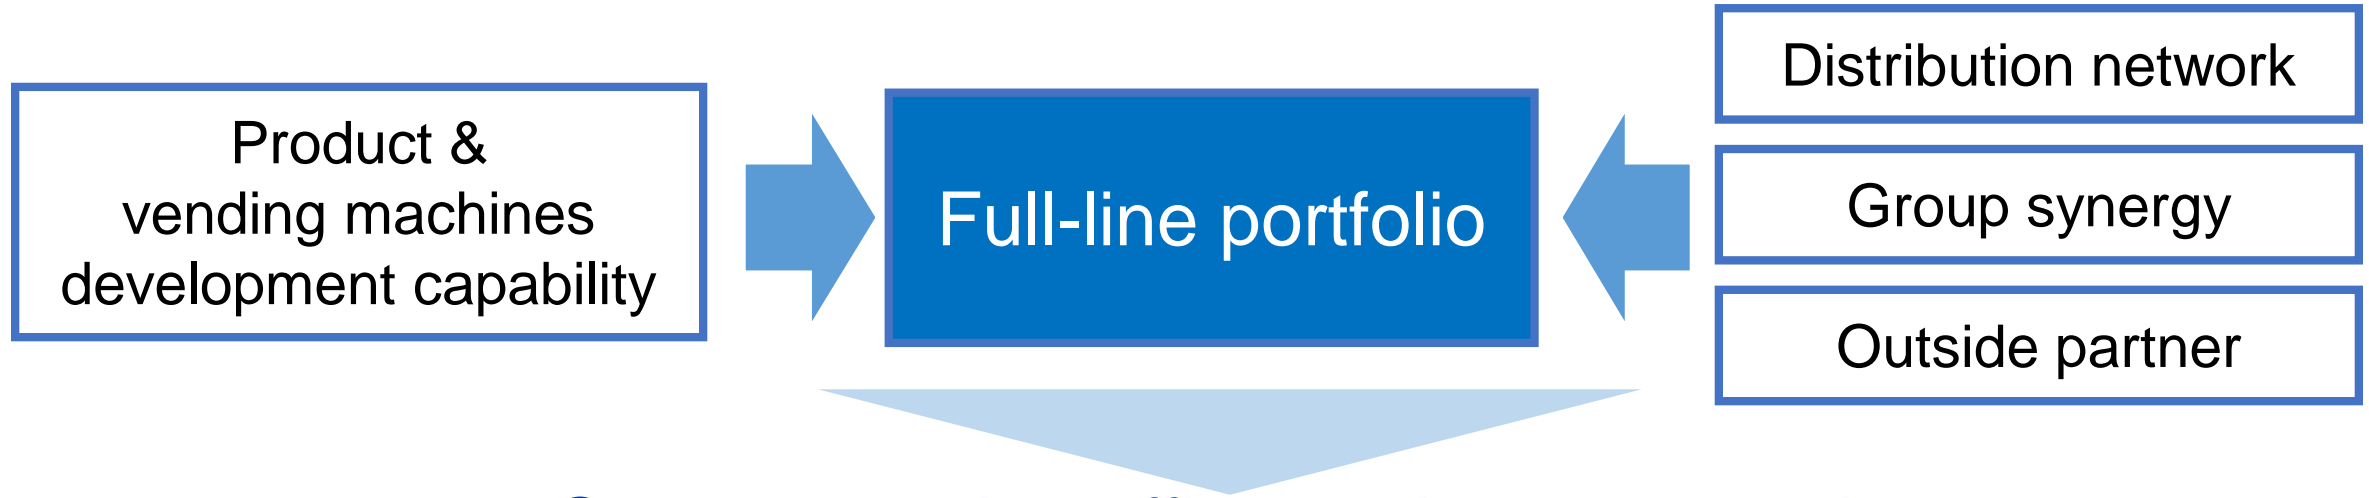 Product &
vending machines
development capability
Full-line portfolio
Distribution network
Group synergy
Outside partner